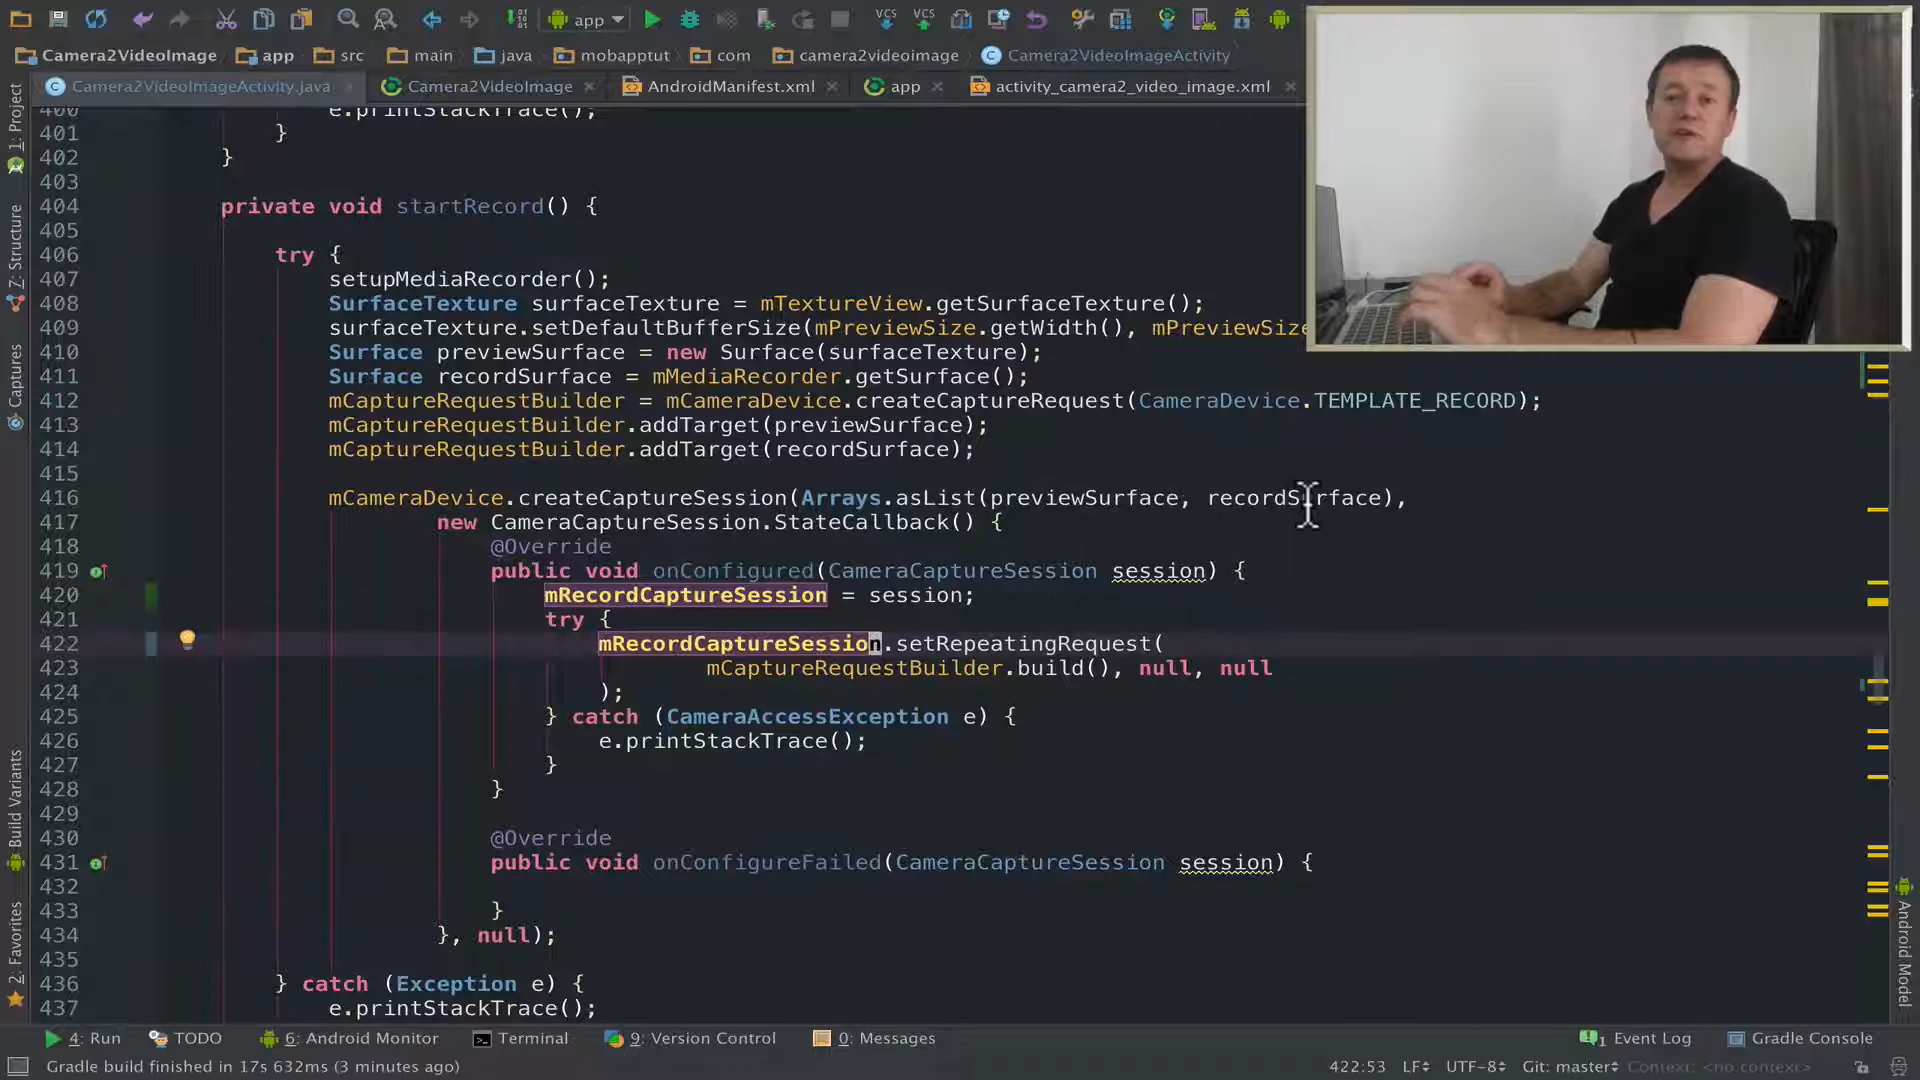 app
Camera2VideoImage app src main java mobapptut com camera2videoimage Camera2VideoImageActivity
Camera2VideoImageActivity.java Camera2VideoImage AndroidManifest.xml app activity_camera2_video_image.xml
1: Project
7: Structure
Captures
Build Variants
2: Favorites
400 e.printStackTrace();
401 }
402 }
403
404 private void startRecord() {
405
406 try {
407 setupMediaRecorder();
408 SurfaceTexture surfaceTexture = mTextureView.getSurfaceTexture();
409 surfaceTexture.setDefaultBufferSize(mPreviewSize.getWidth(), mPreviewSize
410 Surface previewSurface = new Surface(surfaceTexture);
411 Surface recordSurface = mMediaRecorder.getSurface();
412 mCaptureRequestBuilder = mCameraDevice.createCaptureRequest(CameraDevice.TEMPLATE_RECORD);
413 mCaptureRequestBuilder.addTarget(previewSurface);
414 mCaptureRequestBuilder.addTarget(recordSurface);
415
416 mCameraDevice.createCaptureSession(Arrays.asList(previewSurface, recordSurface),
417 new CameraCaptureSession.StateCallback() {
418 @Override
419 public void onConfigured(CameraCaptureSession session) {
420 mRecordCaptureSession = session;
421 try {
422 mRecordCaptureSession.setRepeatingRequest(
423 mCaptureRequestBuilder.build(), null, null
424 );
425 } catch (CameraAccessException e) {
426 e.printStackTrace();
427 }
428 }
429
430 @Override
431 public void onConfigureFailed(CameraCaptureSession session) {
432
433 }
434 }, null);
435
436 } catch (Exception e) {
437 e.printStackTrace();
Android Model
4: Run TODO 6: Android Monitor Terminal 9: Version Control 0: Messages 1 Event Log Gradle Console
Gradle build finished in 17s 632ms (3 minutes ago) 422:53 LF UTF-8 Git: master Context: <no context>